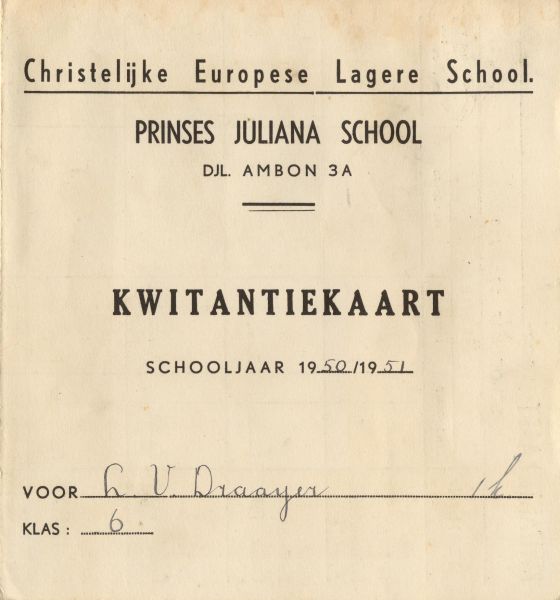 Christelijke Europese Lagere School.
PRINSES JULIANA SCHOOL
DJL. AMBON 3A
KWITANTIEKAART
SCHOOLJAAR 1950/1951
VOOR L. V. Draayer
KLAS: 6